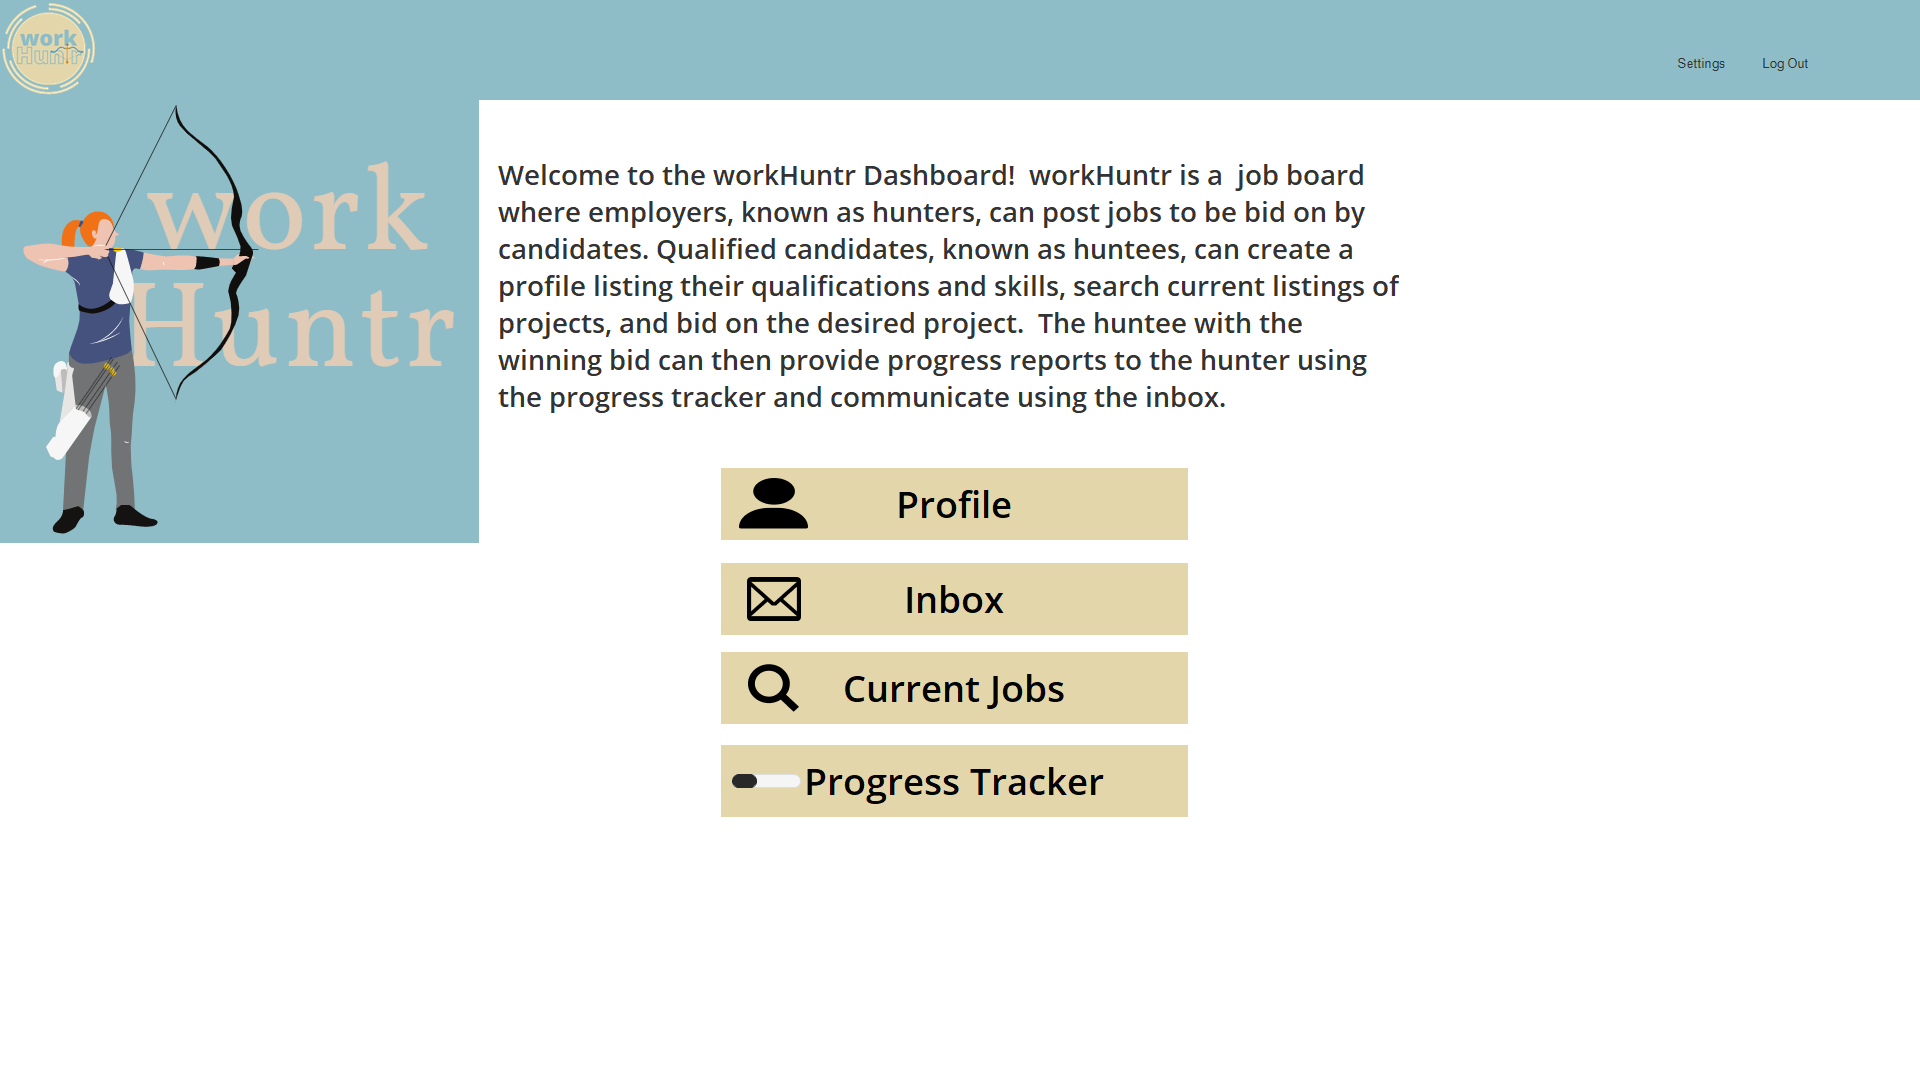 work
Huntr
Settings
Log Out
work
Huntr
Welcome to the workHuntr Dashboard!  workHuntr is a  job board
where employers, known as hunters, can post jobs to be bid on by
candidates. Qualified candidates, known as huntees, can create a
profile listing their qualifications and skills, search current listings of
projects, and bid on the desired project.  The huntee with the
winning bid can then provide progress reports to the hunter using
the progress tracker and communicate using the inbox.
Profile
Inbox
Current Jobs
Progress Tracker